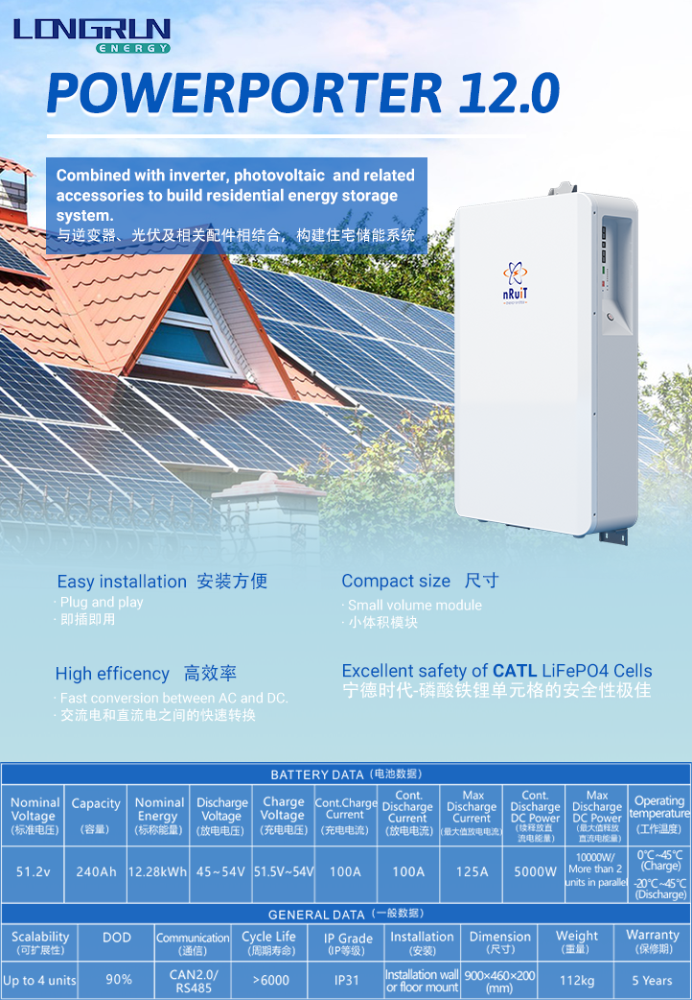 LONGRUN
ENERGY
POWERPORTER 12.0
Combined with inverter, photovoltaic and related
accessories to build residential energy storage
system.
与逆变器、光伏及相关配件相结合，构建住宅储能系统
nRuiT
Easy installation 安装方便
· Plug and play
· 即插即用
Compact size 尺寸
· Small volume module
· 小体积模块
High efficency 高效率
· Fast conversion between AC and DC.
· 交流电和直流电之间的快速转换
Excellent safety of CATL LiFePO4 Cells
宁德时代-磷酸铁锂单元格的安全性极佳
BATTERY DATA (电池数据)
Nominal Voltage (标准电压) Capacity (容量) Nominal Energy (标称能量) Discharge Voltage (放电电压) Charge Voltage (充电电压) Cont.Charge Current (充电电流) Cont. Discharge Current (放电电流) Max Discharge Current (最大值放电电流) Cont. Discharge DC Power (续释放直流电能量) Max Discharge DC Power (最大值释放直流电能量) Operating temperature (工作温度)
51.2v 240Ah 12.28kWh 45~54V 51.5V~54V 100A 100A 125A 5000W 10000W/ More than 2 units in parallel 0℃~45℃ (Charge) -20℃~45℃ (Discharge)
GENERAL DATA (一般数据)
Scalability (可扩展性) DOD Communication (通信) Cycle Life (周期寿命) IP Grade (IP等级) Installation (安装) Dimension (尺寸) Weight (重量) Warranty (保修期)
Up to 4 units 90% CAN2.0/ RS485 >6000 IP31 Installation wall or floor mount 900×460×200 (mm) 112kg 5 Years